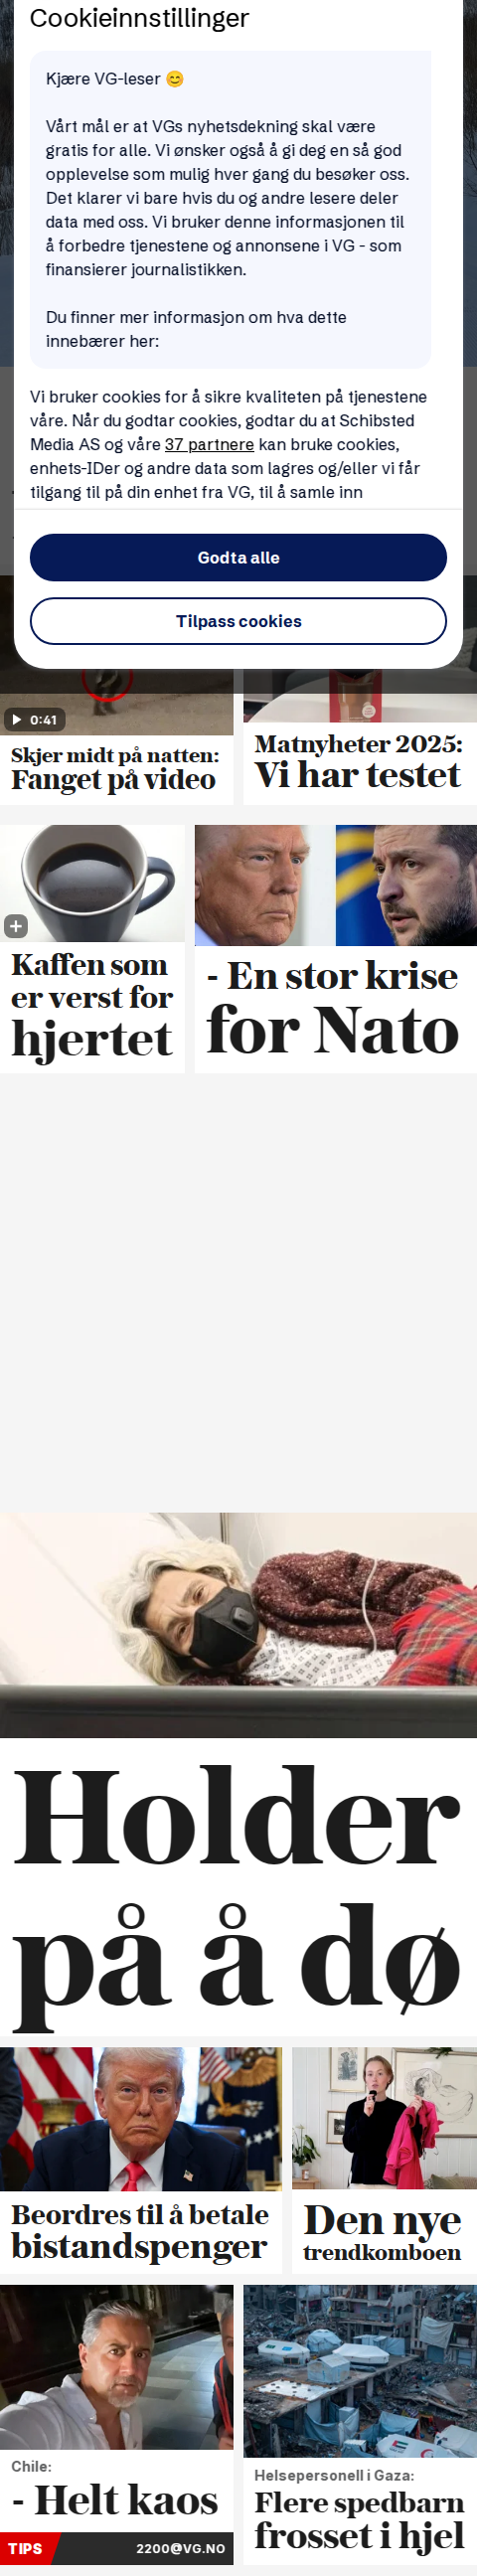 Cookieinnstillinger
Kjære VG-leser 😊
Vårt mål er at VGs nyhetsdekning skal være
gratis for alle. Vi ønsker også å gi deg en så god
opplevelse som mulig hver gang du besøker oss.
Det klarer vi bare hvis du og andre lesere deler
data med oss. Vi bruker denne informasjonen til
å forbedre tjenestene og annonsene i VG - som
finansierer journalistikken.
Du finner mer informasjon om hva dette
innebærer her:
Vi bruker cookies for å sikre kvaliteten på tjenestene
våre. Når du godtar cookies, godtar du at Schibsted
Media AS og våre 37 partnere kan bruke cookies,
enhets-IDer og andre data som lagres og/eller vi får
tilgang til på din enhet fra VG, til å samle inn
Godta alle
Tilpass cookies
0:41
Skjer midt på natten:
Fanget på video
Matnyheter 2025:
Vi har testet
Kaffen som
er verst for
hjertet
- En stor krise
for Nato
Holder
på å dø
Beordres til å betale
bistandspenger
Den nye
trendkomboen
Chile:
- Helt kaos
TIPS
2200@VG.NO
Helsepersonell i Gaza:
Flere spedbarn
frosset i hjel